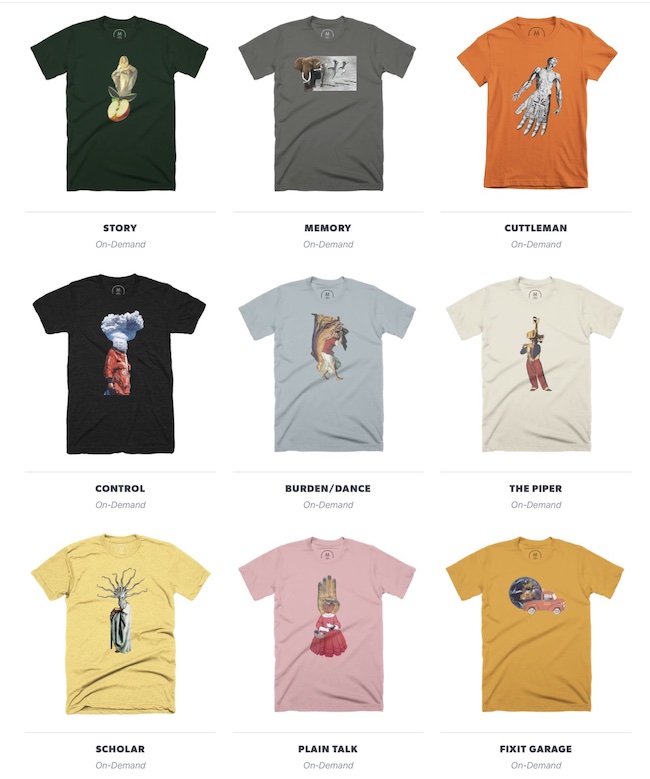 STORY
On-Demand
MEMORY
On-Demand
CUTTLEMAN
On-Demand
CONTROL
On-Demand
BURDEN/DANCE
On-Demand
THE PIPER
On-Demand
SCHOLAR
On-Demand
PLAIN TALK
On-Demand
FIXIT GARAGE
On-Demand